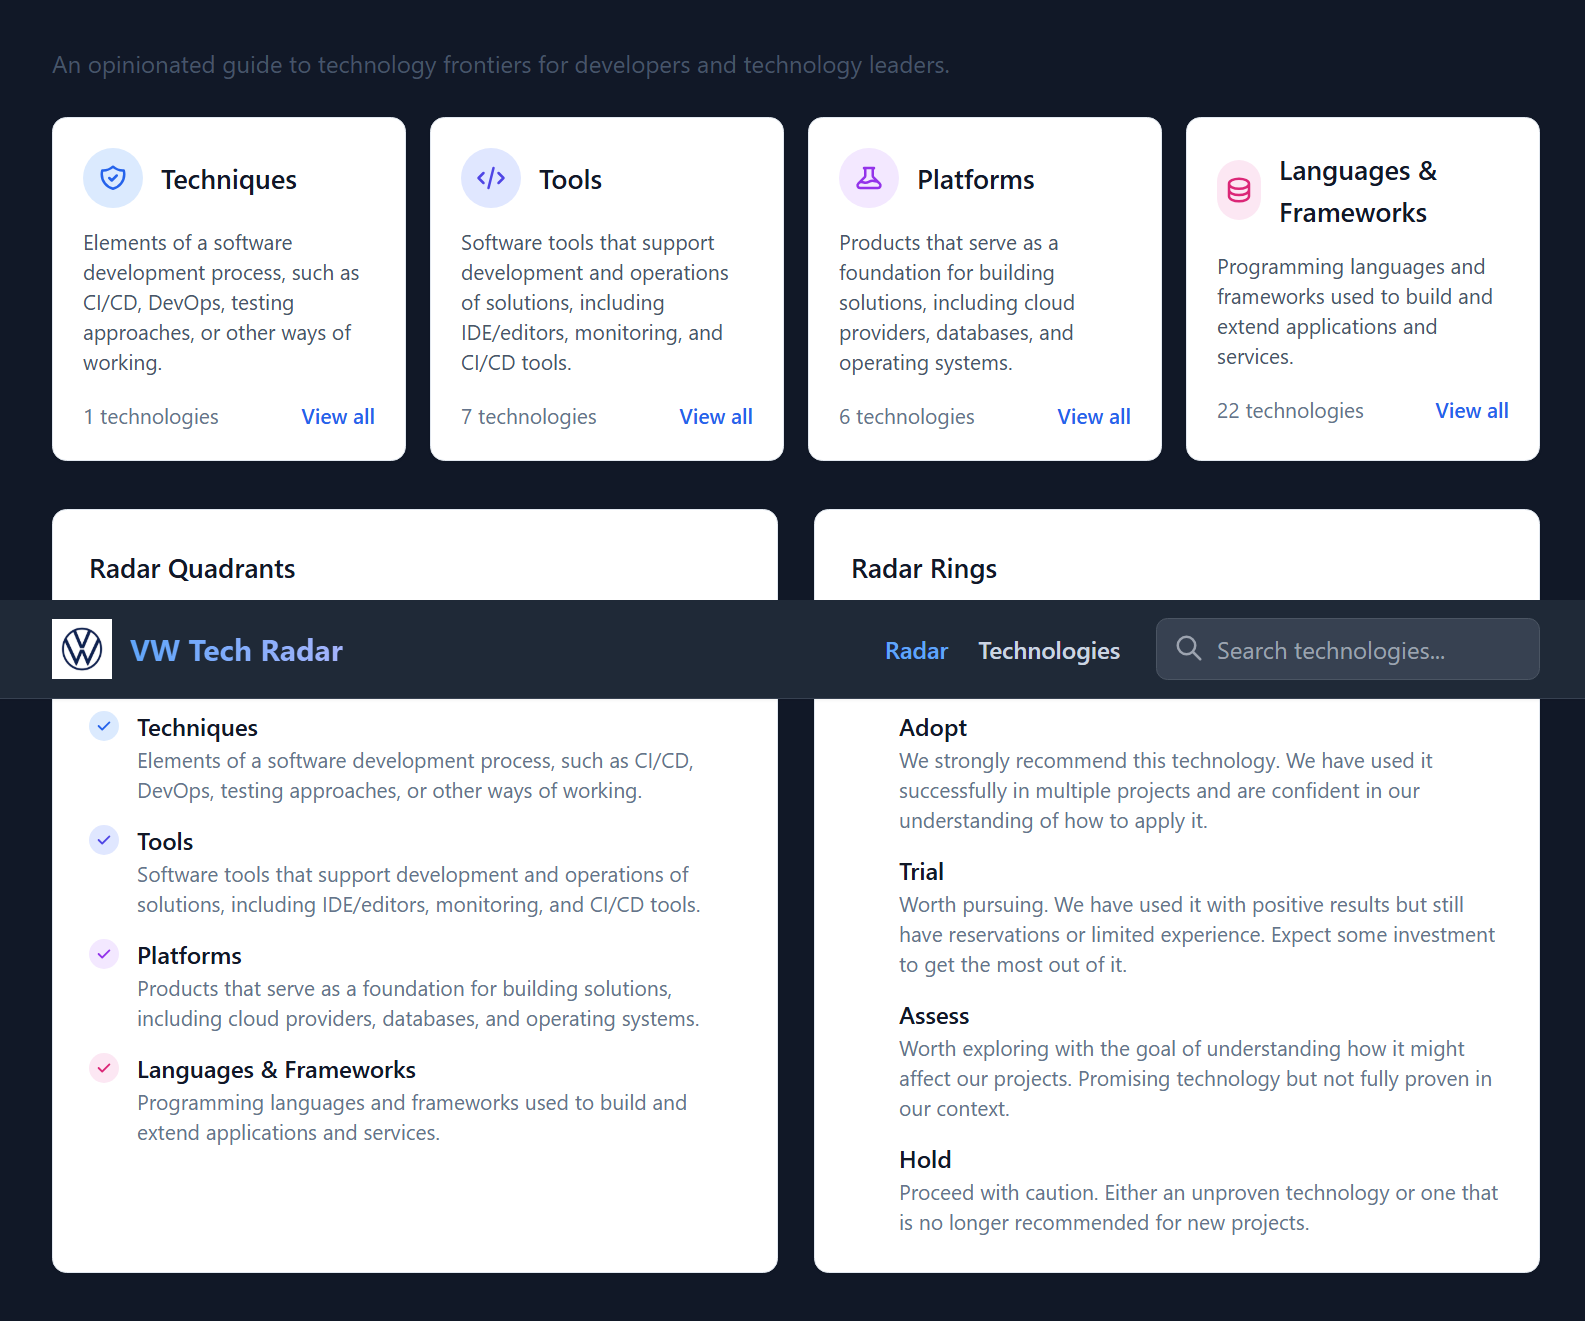 An opinionated guide to technology frontiers for developers and technology leaders.
Techniques
Elements of a software
development process, such as
CI/CD, DevOps, testing
approaches, or other ways of
working.
1 technologies
View all
Tools
Software tools that support
development and operations
of solutions, including
IDE/editors, monitoring, and
CI/CD tools.
7 technologies
View all
Platforms
Products that serve as a
foundation for building
solutions, including cloud
providers, databases, and
operating systems.
6 technologies
View all
Languages &
Frameworks
Programming languages and
frameworks used to build and
extend applications and
services.
22 technologies
View all
Radar Quadrants
Radar Rings
VW Tech Radar
Radar
Technologies
Search technologies...
Techniques
Elements of a software development process, such as CI/CD,
DevOps, testing approaches, or other ways of working.
Tools
Software tools that support development and operations of
solutions, including IDE/editors, monitoring, and CI/CD tools.
Platforms
Products that serve as a foundation for building solutions,
including cloud providers, databases, and operating systems.
Languages & Frameworks
Programming languages and frameworks used to build and
extend applications and services.
Adopt
We strongly recommend this technology. We have used it
successfully in multiple projects and are confident in our
understanding of how to apply it.
Trial
Worth pursuing. We have used it with positive results but still
have reservations or limited experience. Expect some investment
to get the most out of it.
Assess
Worth exploring with the goal of understanding how it might
affect our projects. Promising technology but not fully proven in
our context.
Hold
Proceed with caution. Either an unproven technology or one that
is no longer recommended for new projects.